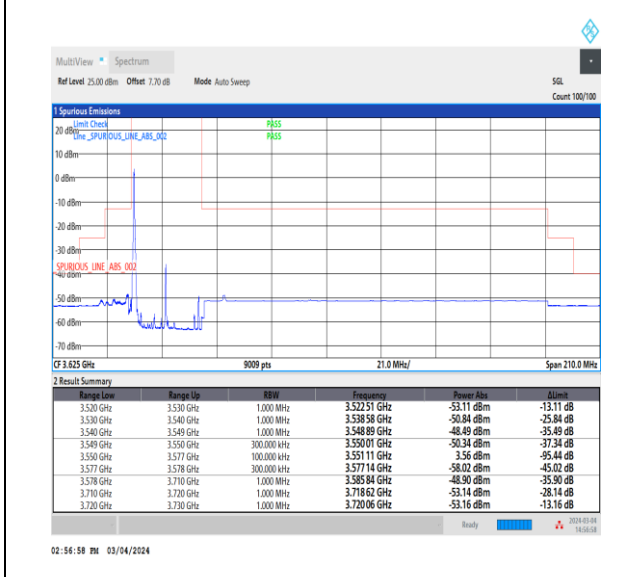 MultiView Spectrum
Ref Level 25.00 dBm Offset 7.70 dB Mode Auto Sweep SGL
Count 100/100
1 Spurious Emissions
Limit Check PASS
20 dBm
Line _SPURIOUS_LINE_ABS_002 PASS
10 dBm
0 dBm
-10 dBm
-20 dBm
-30 dBm
_SPURIOUS_LINE_ABS_002
-40 dBm
-50 dBm
-60 dBm
-70 dBm
CF 3.625 GHz 9009 pts 21.0 MHz/ Span 210.0 MHz
2 Result Summary
Range Low Range Up RBW Frequency Power Abs ΔLimit
3.520 GHz 3.530 GHz 1.000 MHz 3.522 51 GHz -53.11 dBm -13.11 dB
3.530 GHz 3.540 GHz 1.000 MHz 3.538 58 GHz -50.84 dBm -25.84 dB
3.540 GHz 3.549 GHz 1.000 MHz 3.548 89 GHz -48.49 dBm -35.49 dB
3.549 GHz 3.550 GHz 300.000 kHz 3.550 01 GHz -50.34 dBm -37.34 dB
3.550 GHz 3.577 GHz 100.000 kHz 3.551 11 GHz 3.56 dBm -95.44 dB
3.577 GHz 3.578 GHz 300.000 kHz 3.577 14 GHz -58.02 dBm -45.02 dB
3.578 GHz 3.710 GHz 1.000 MHz 3.585 84 GHz -48.90 dBm -35.90 dB
3.710 GHz 3.720 GHz 1.000 MHz 3.718 62 GHz -53.14 dBm -28.14 dB
3.720 GHz 3.730 GHz 1.000 MHz 3.720 06 GHz -53.16 dBm -13.16 dB
Ready 2024-03-04
14:56:58
02:56:58 PM 03/04/2024